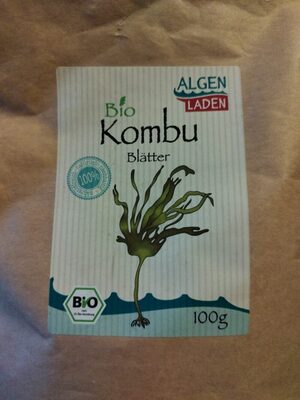 ALGEN
LADEN
Bio
Kombu
Blätter
100%
BIO
100g